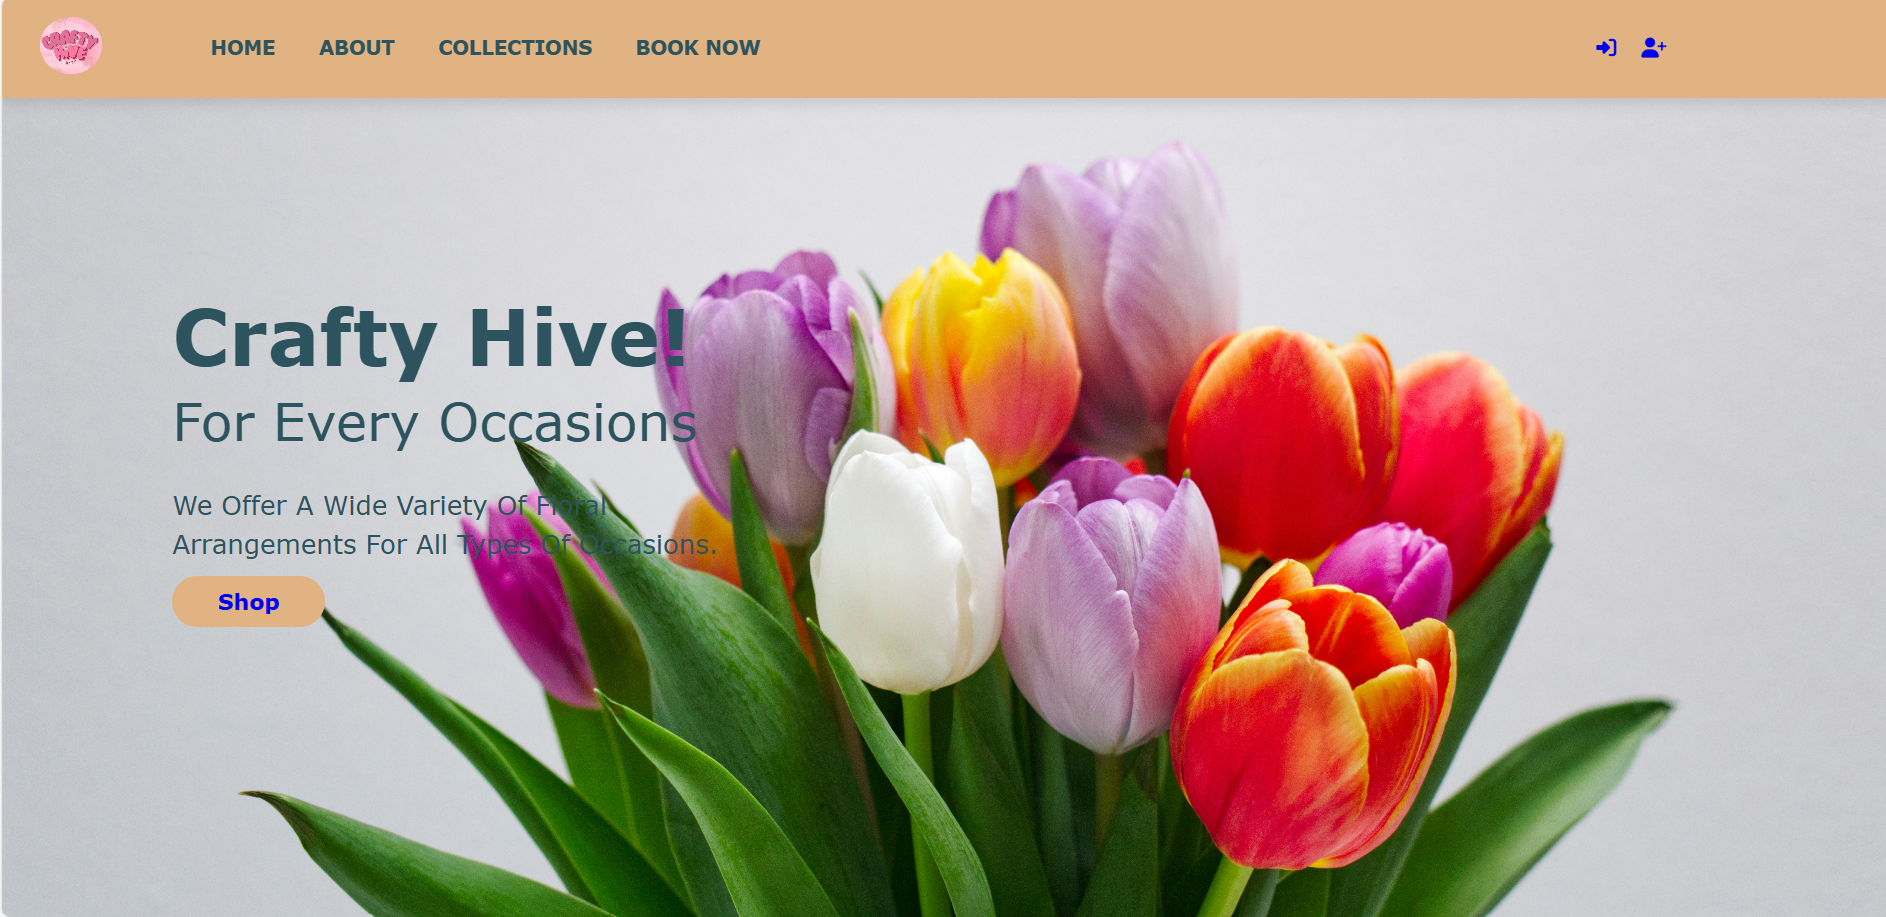 CRAFTY
HIVE
HOME ABOUT COLLECTIONS BOOK NOW
Crafty Hive!
For Every Occasions
We Offer A Wide Variety Of Floral
Arrangements For All Types Of Occasions.
Shop